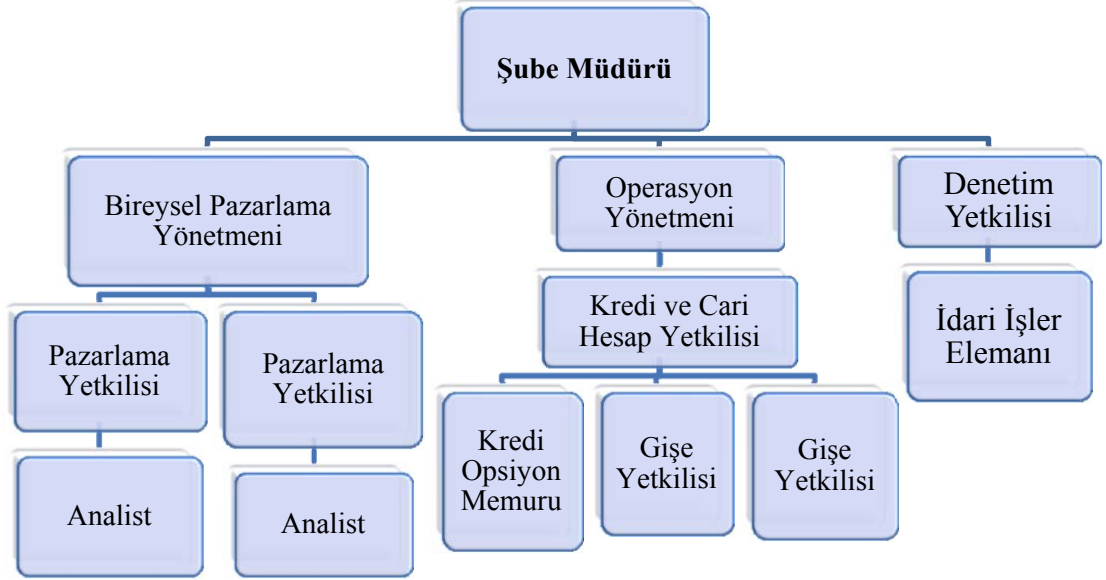 Şube Müdürü
Bireysel Pazarlama
Yönetmeni
Operasyon
Yönetmeni
Denetim
Yetkilisi
Pazarlama
Yetkilisi
Pazarlama
Yetkilisi
Kredi ve Cari
Hesap Yetkilisi
İdari İşler
Elemanı
Analist
Analist
Kredi
Opsiyon
Memuru
Gişe
Yetkilisi
Gişe
Yetkilisi